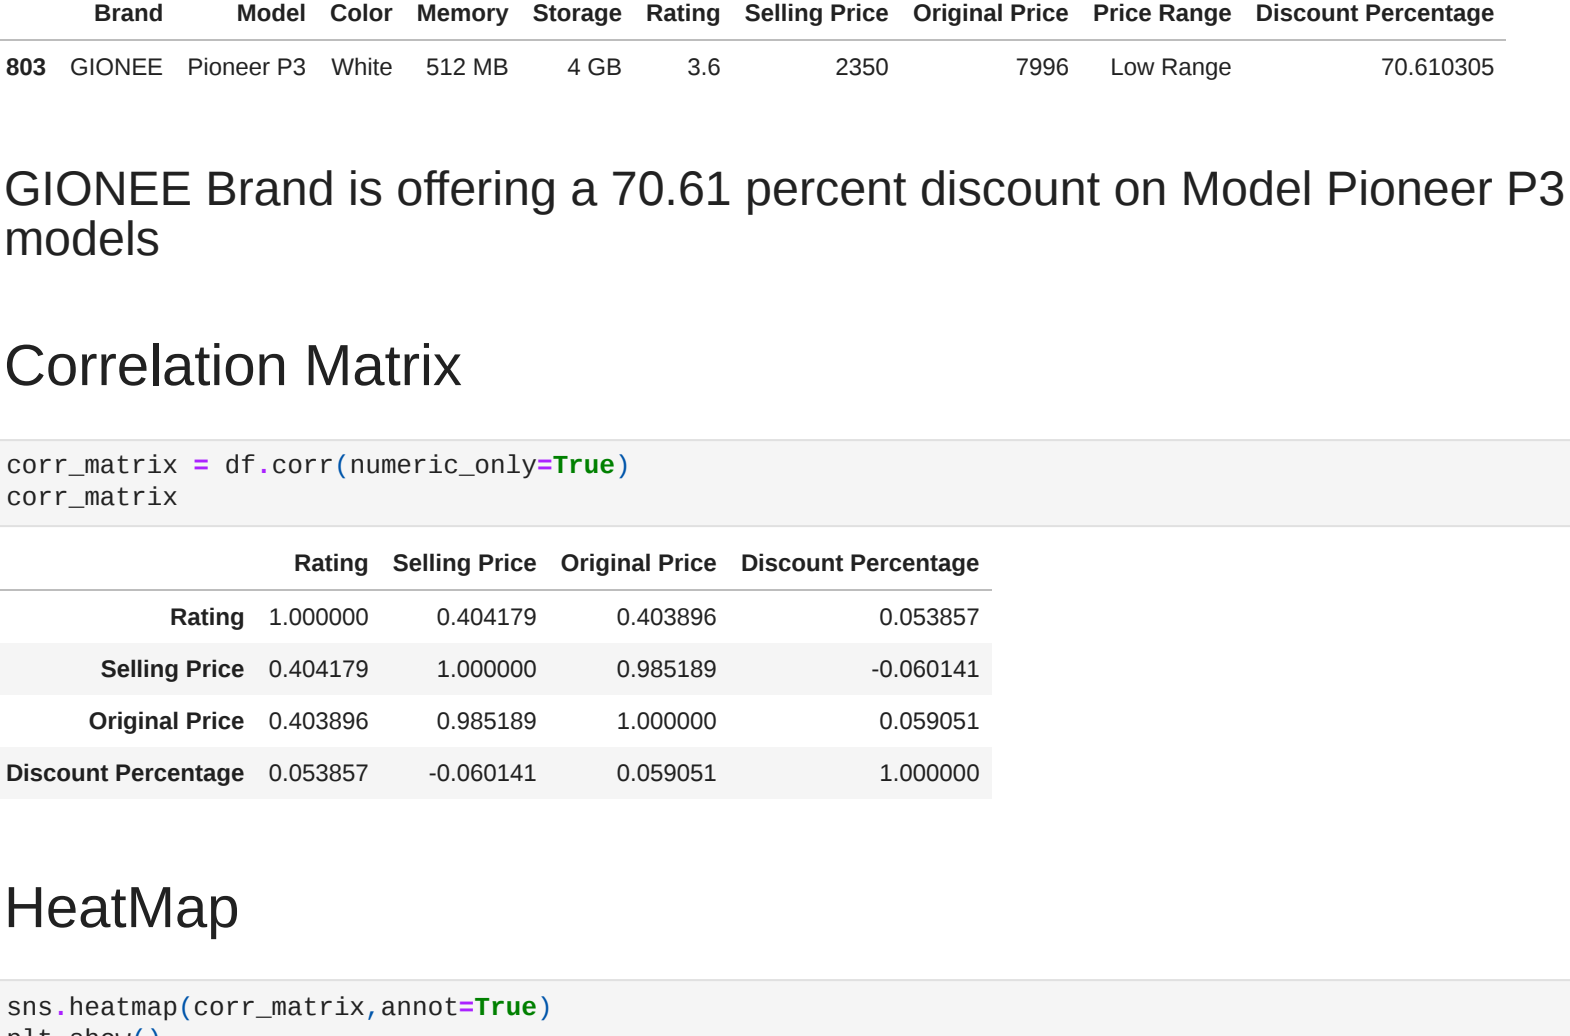 Brand Model Color Memory Storage Rating Selling Price Original Price Price Range Discount Percentage
803 GIONEE Pioneer P3 White 512 MB 4 GB 3.6 2350 7996 Low Range 70.610305
GIONEE Brand is offering a 70.61 percent discount on Model Pioneer P3
models
Correlation Matrix
corr_matrix = df.corr(numeric_only=True)
corr_matrix
Rating Selling Price Original Price Discount Percentage
Rating 1.000000 0.404179 0.403896 0.053857
Selling Price 0.404179 1.000000 0.985189 -0.060141
Original Price 0.403896 0.985189 1.000000 0.059051
Discount Percentage 0.053857 -0.060141 0.059051 1.000000
HeatMap
sns.heatmap(corr_matrix,annot=True)
plt.show()